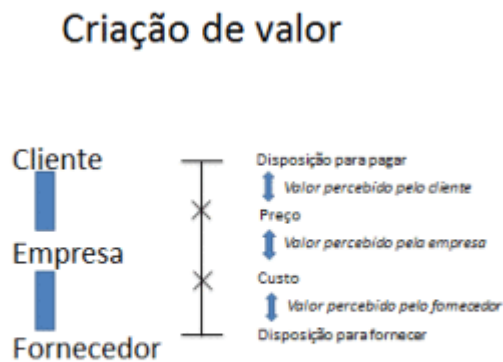 Criação de valor
Cliente
Disposição para pagar
Valor percebido pelo cliente
Preço
Empresa
Valor percebido pela empresa
Custo
Valor percebido pelo fornecedor
Fornecedor
Disposição para fornecer